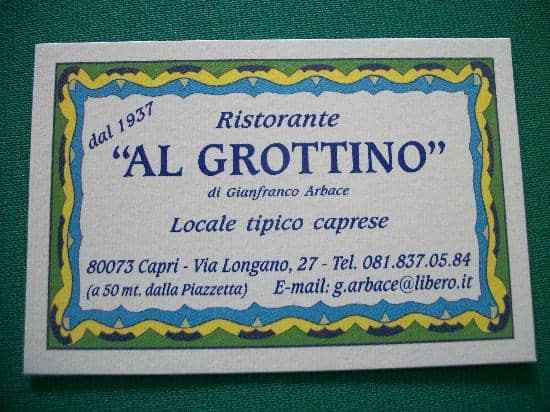 dal 1937
Ristorante
"AL GROTTINO"
di Gianfranco Arbace
Locale tipico caprese
80073 Capri - Via Longano, 27 - Tel. 081.837.05.84
(a 50 mt. dalla Piazzetta) E-mail: g.arbace@libero.it